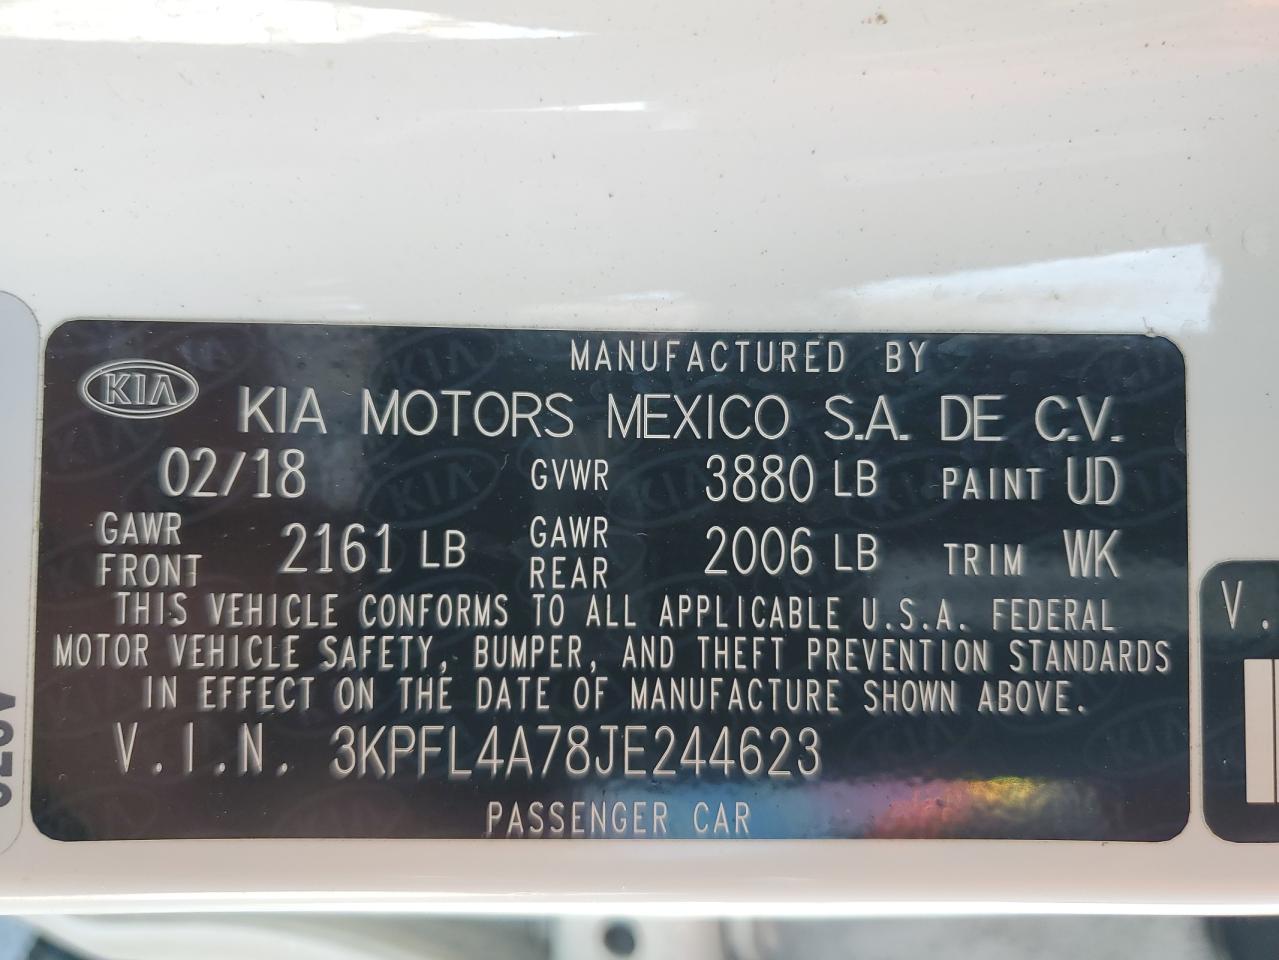 MANUFACTURED BY
KIA KIA MOTORS MEXICO S.A. DE C.V.
02/18 GVWR 3880 LB PAINT UD
GAWR FRONT 2161 LB GAWR REAR 2006 LB TRIM WK
THIS VEHICLE CONFORMS TO ALL APPLICABLE U.S.A. FEDERAL
MOTOR VEHICLE SAFETY, BUMPER, AND THEFT PREVENTION STANDARDS
IN EFFECT ON THE DATE OF MANUFACTURE SHOWN ABOVE.
V.I.N. 3KPFL4A78JE244623
PASSENGER CAR
V.